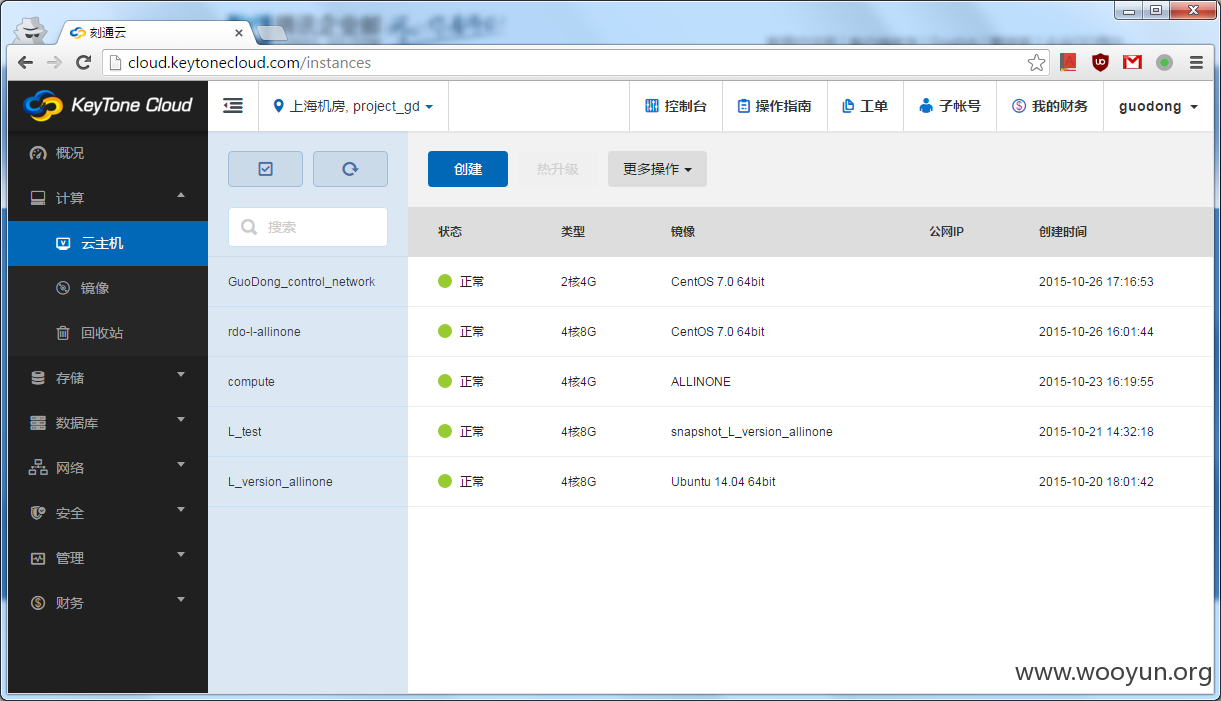 刻通云
cloud.keytonecloud.com/instances
KeyTone Cloud
上海机房, project_gd
控制台
操作指南
工单
子帐号
我的财务
guodong
概况
计算
云主机
镜像
回收站
存储
数据库
网络
安全
管理
财务
创建
热升级
更多操作
搜索
状态 类型 镜像 公网IP 创建时间
GuoDong_control_network 正常 2核4G CentOS 7.0 64bit 2015-10-26 17:16:53
rdo-l-allinone 正常 4核8G CentOS 7.0 64bit 2015-10-26 16:01:44
compute 正常 4核4G ALLINONE 2015-10-23 16:19:55
L_test 正常 4核8G snapshot_L_version_allinone 2015-10-21 14:32:18
L_version_allinone 正常 4核8G Ubuntu 14.04 64bit 2015-10-20 18:01:42
www.wooyun.org